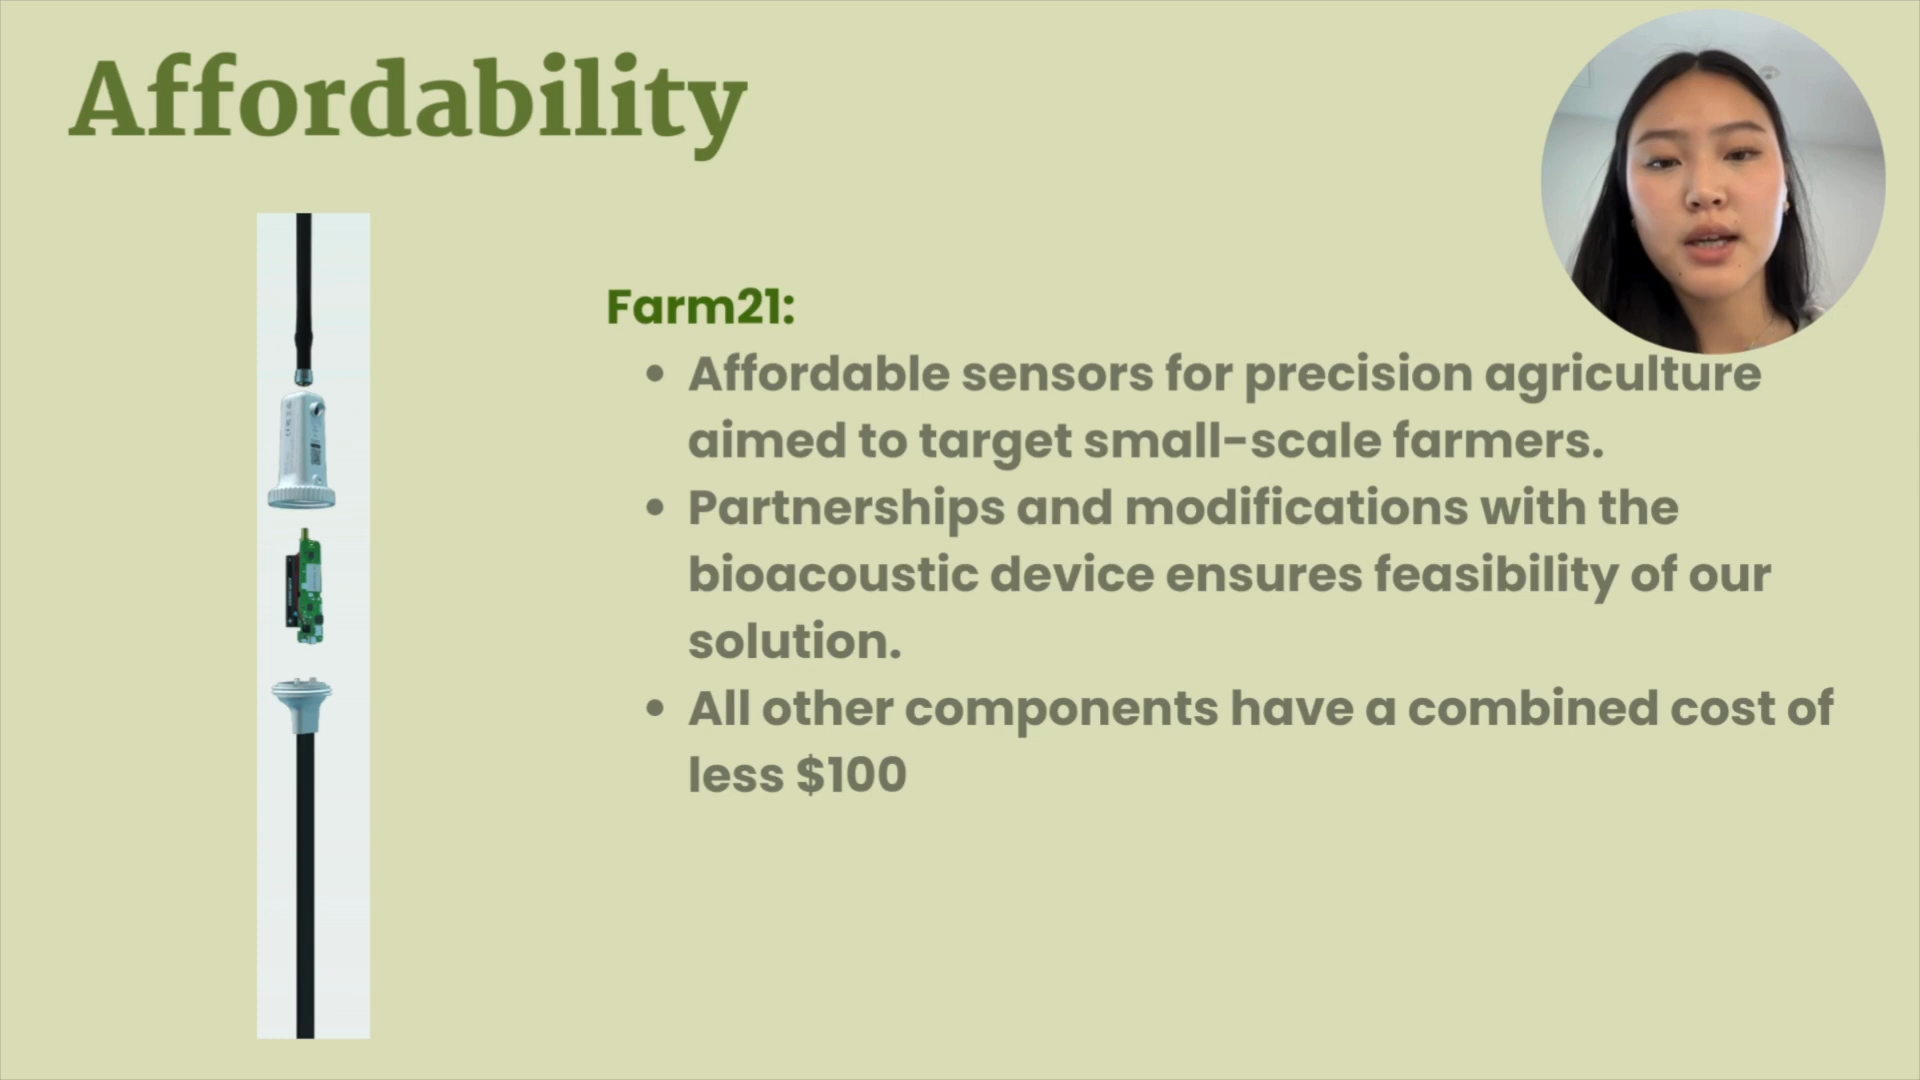 Affordability
Farm21:
• Affordable sensors for precision agriculture
aimed to target small-scale farmers.
• Partnerships and modifications with the
bioacoustic device ensures feasibility of our
solution.
• All other components have a combined cost of
less $100